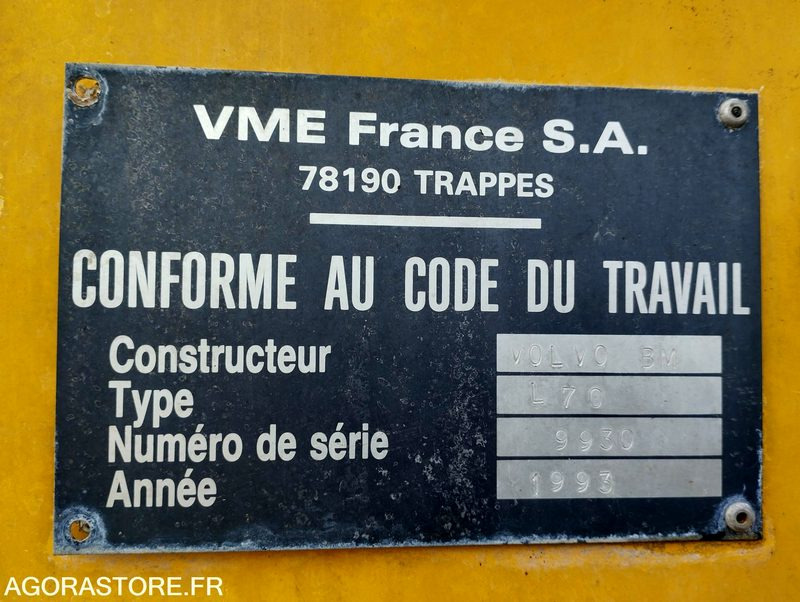 VME France S.A.
78190 TRAPPES
CONFORME AU CODE DU TRAVAIL
Constructeur VOLVO BM
Type L70
Numéro de série 9930
Année 1993
AGORASTORE.FR